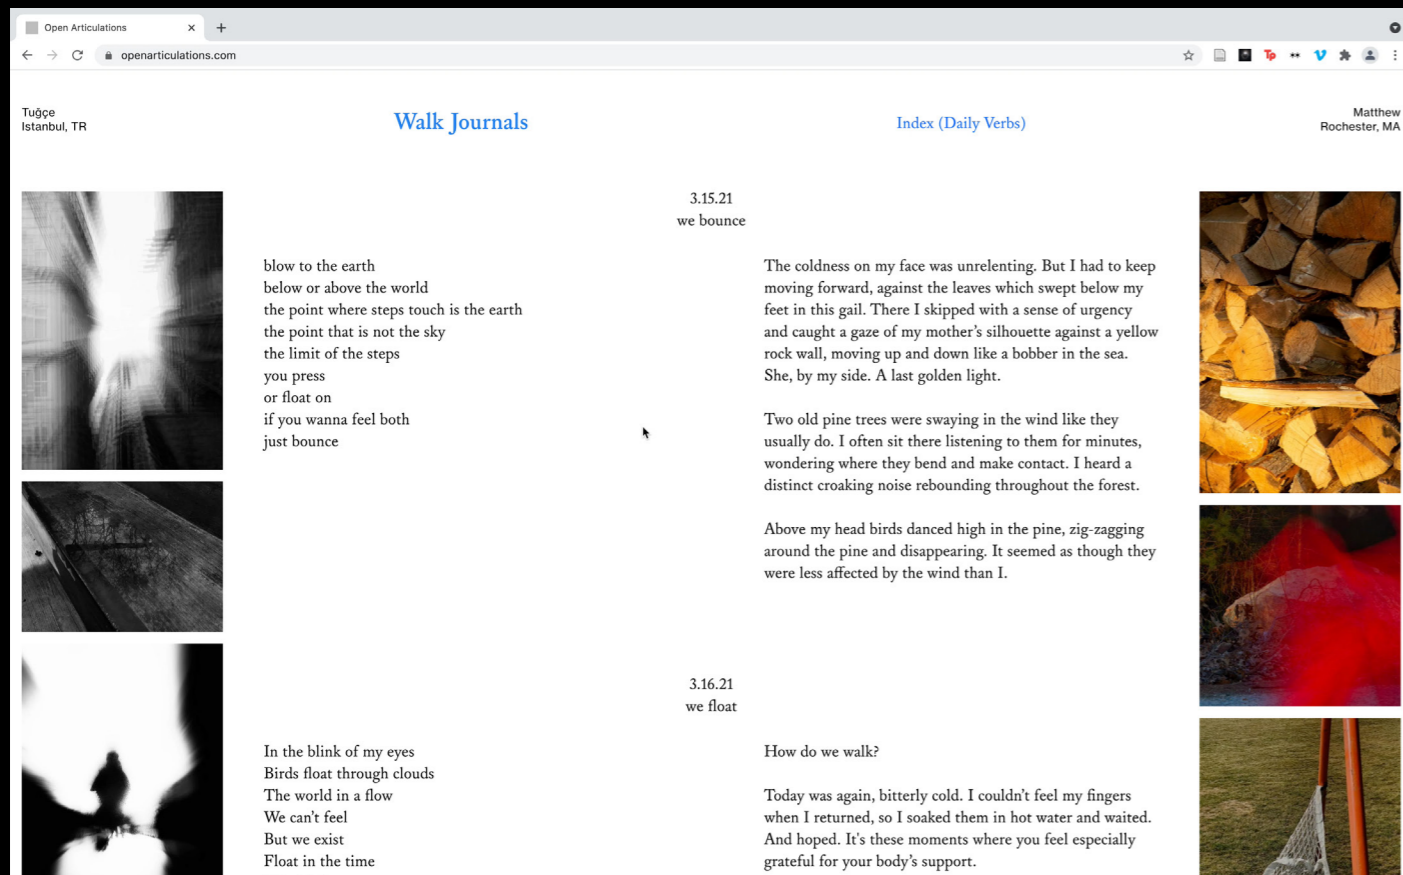 Open Articulations
openarticulations.com
Tp
Tuğçe
Istanbul, TR
Walk Journals
Index (Daily Verbs)
Matthew
Rochester, MA
3.15.21
we bounce
blow to the earth
below or above the world
the point where steps touch is the earth
the point that is not the sky
the limit of the steps
you press
or float on
if you wanna feel both
just bounce
The coldness on my face was unrelenting. But I had to keep
moving forward, against the leaves which swept below my
feet in this gail. There I skipped with a sense of urgency
and caught a gaze of my mother’s silhouette against a yellow
rock wall, moving up and down like a bobber in the sea.
She, by my side. A last golden light.
Two old pine trees were swaying in the wind like they
usually do. I often sit there listening to them for minutes,
wondering where they bend and make contact. I heard a
distinct croaking noise rebounding throughout the forest.
Above my head birds danced high in the pine, zig-zagging
around the pine and disappearing. It seemed as though they
were less affected by the wind than I.
3.16.21
we float
In the blink of my eyes
Birds float through clouds
The world in a flow
We can’t feel
But we exist
Float in the time
How do we walk?
Today was again, bitterly cold. I couldn’t feel my fingers
when I returned, so I soaked them in hot water and waited.
And hoped. It's these moments where you feel especially
grateful for your body’s support.